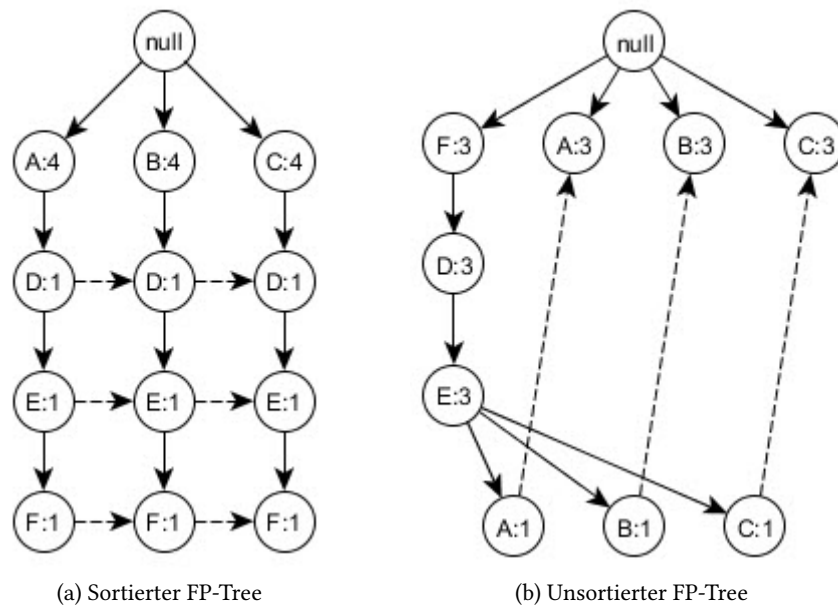 null
A:4
B:4
C:4
D:1
D:1
D:1
E:1
E:1
E:1
F:1
F:1
F:1
(a) Sortierter FP-Tree
null
F:3
A:3
B:3
C:3
D:3
E:3
A:1
B:1
C:1
(b) Unsortierter FP-Tree